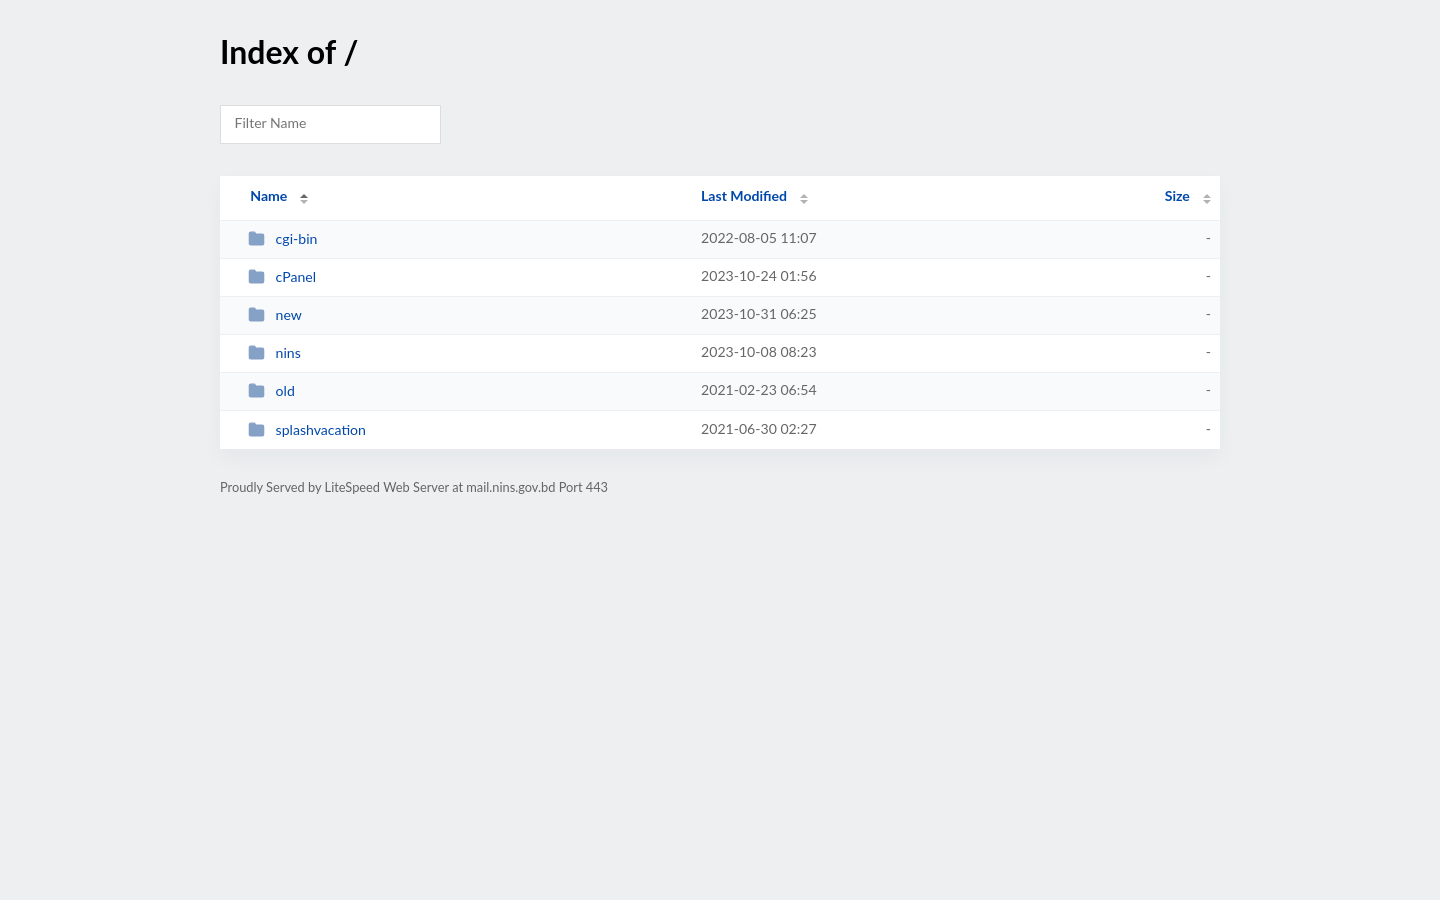 Index of /
Filter Name
Name Last Modified Size
cgi-bin 2022-08-05 11:07 -
cPanel 2023-10-24 01:56 -
new 2023-10-31 06:25 -
nins 2023-10-08 08:23 -
old 2021-02-23 06:54 -
splashvacation 2021-06-30 02:27 -
Proudly Served by LiteSpeed Web Server at mail.nins.gov.bd Port 443